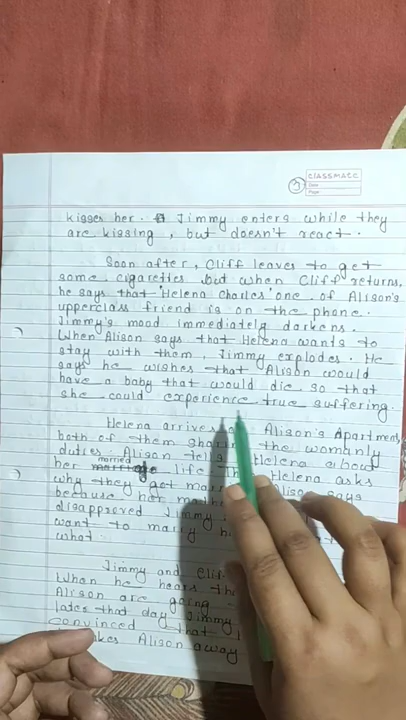 3
CLASSMATE
Date
Page
kisses her. Jimmy enters while they
are kissing, but doesn't react.
Soon after, Cliff leaves to get
some cigarettes, but when Cliff returns,
he says that 'Helena Charles' one of Alison's
upperclass friend is on the phone.
Jimmy's mood immediately darkens.
When Alison says that Helena wants to
stay with them, Jimmy explodes. He
says he wishes that Alison would
have a baby that would die so that
she could experience true suffering.
Helena arrives Alison's Apartment
both of them sharing the womanly
duties Alison tells Helena about
her married life. Helena asks
why they got Alison says
because her
disapproved Jimmy
want to marry
what
Jimmy and
When he hears
Alison are going
later that day Jimmy
convinced that
takes Alison away